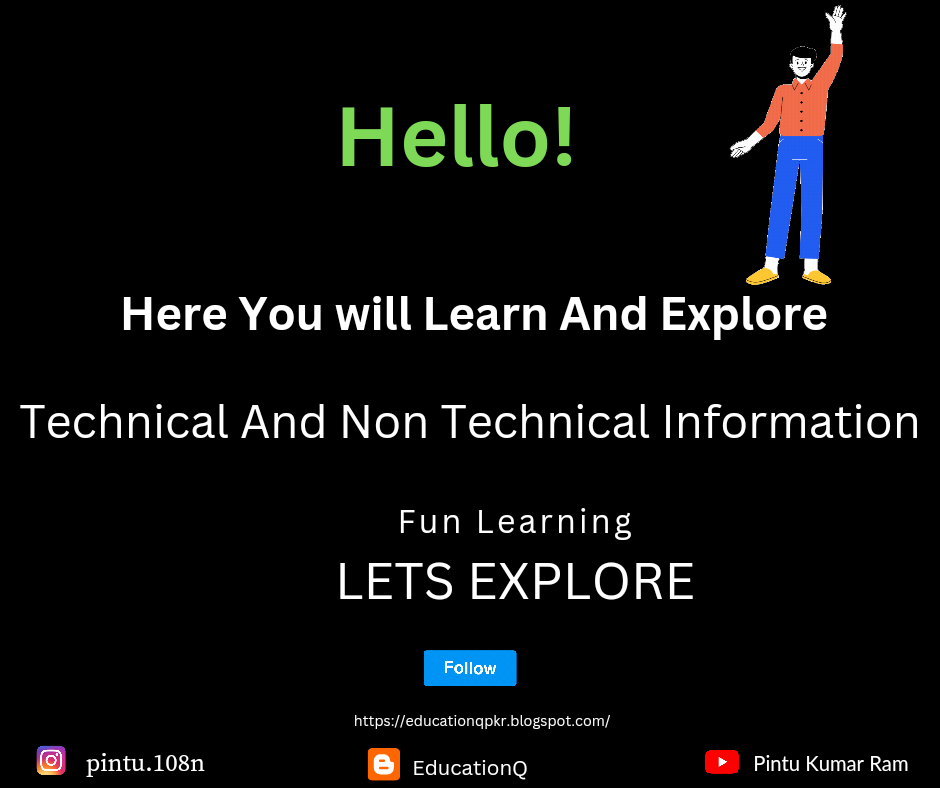 Hello!
Here You will Learn And Explore
Technical And Non Technical Information
Fun Learning
LETS EXPLORE
Follow
https://educationqpkr.blogspot.com/
pintu.108n
EducationQ
Pintu Kumar Ram